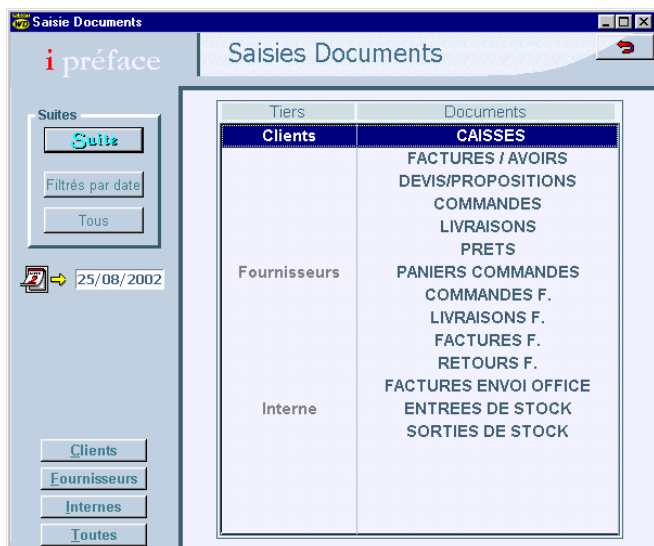 Saisie Documents
i préface
Saisies Documents
Suites
Suite
Filtrés par date
Tous
25/08/2002
Clients
Fournisseurs
Internes
Toutes
Tiers Documents
Clients CAISSES
FACTURES / AVOIRS
DEVIS/PROPOSITIONS
COMMANDES
LIVRAISONS
PRETS
Fournisseurs PANIERS COMMANDES
COMMANDES F.
LIVRAISONS F.
FACTURES F.
RETOURS F.
FACTURES ENVOI OFFICE
Interne ENTREES DE STOCK
SORTIES DE STOCK